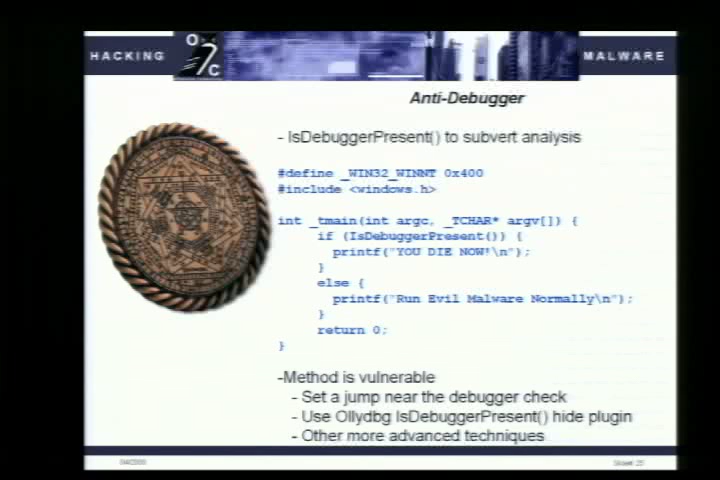 HACKING
O
7
C
MALWARE
Anti-Debugger
- IsDebuggerPresent() to subvert analysis
#define _WIN32_WINNT 0x400
#include <windows.h>
int _tmain(int argc, _TCHAR* argv[]) {
if (IsDebuggerPresent()) {
printf("YOU DIE NOW!\n");
}
else {
printf("Run Evil Malware Normally\n");
}
return 0;
}
-Method is vulnerable
- Set a jump near the debugger check
- Use Ollydbg IsDebuggerPresent() hide plugin
- Other more advanced techniques